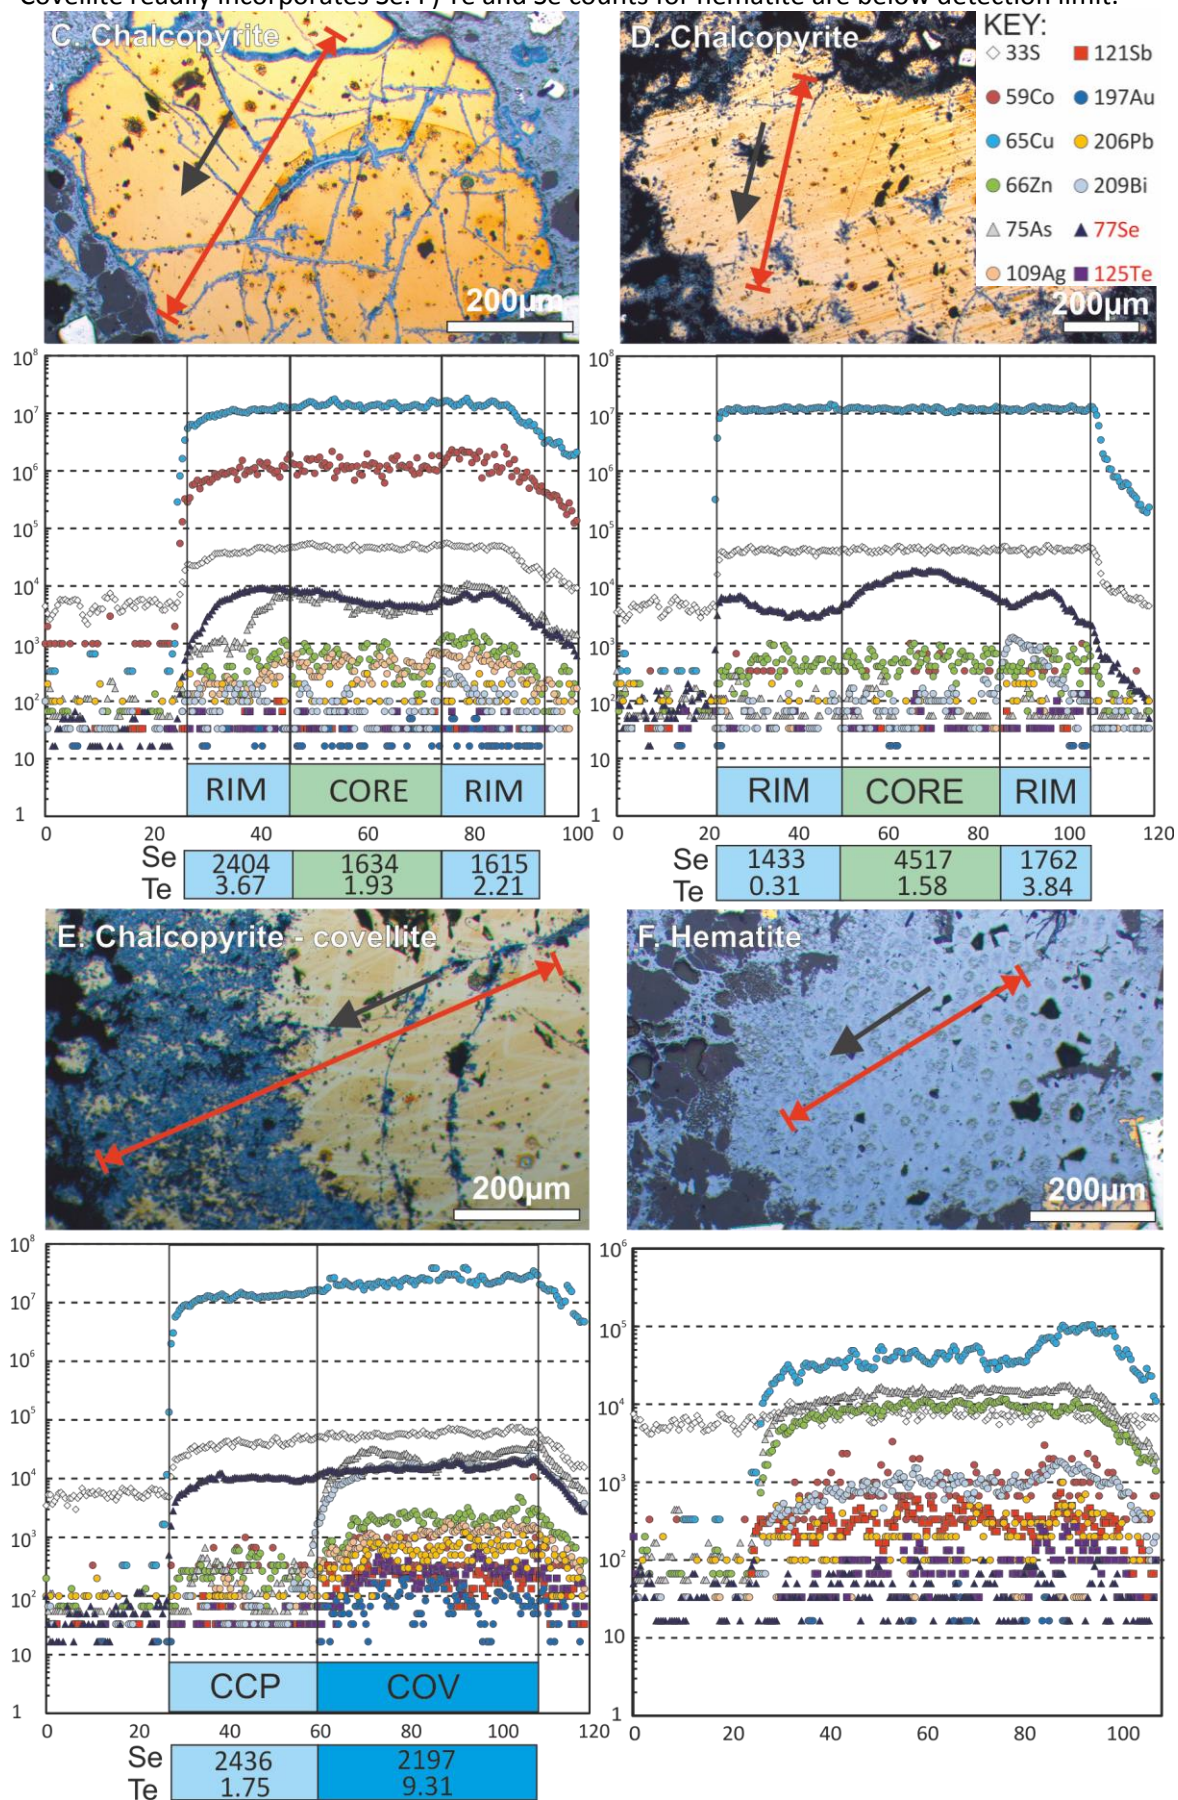 Covellite readily incorporates Se. F) Te and Se counts for hematite are below detection limit.
C. Chalcopyrite
200µm
D. Chalcopyrite
200µm
KEY:
33S
121Sb
59Co
197Au
65Cu
206Pb
66Zn
209Bi
75As
77Se
109Ag
125Te
10⁸
10⁷
10⁶
10⁵
10⁴
10³
10²
10
1
RIM CORE RIM
0 20 40 60 80 100
Se 2404 1634 1615
Te 3.67 1.93 2.21
10⁸
10⁷
10⁶
10⁵
10⁴
10³
10²
10
1
RIM CORE RIM
0 20 40 60 80 100 120
Se 1433 4517 1762
Te 0.31 1.58 3.84
E. Chalcopyrite - covellite
200µm
F. Hematite
200µm
10⁸
10⁷
10⁶
10⁵
10⁴
10³
10²
10
1
CCP COV
0 20 40 60 80 100 120
Se 2436 2197
Te 1.75 9.31
10⁶
10⁵
10⁴
10³
10²
10
1
0 20 40 60 80 100